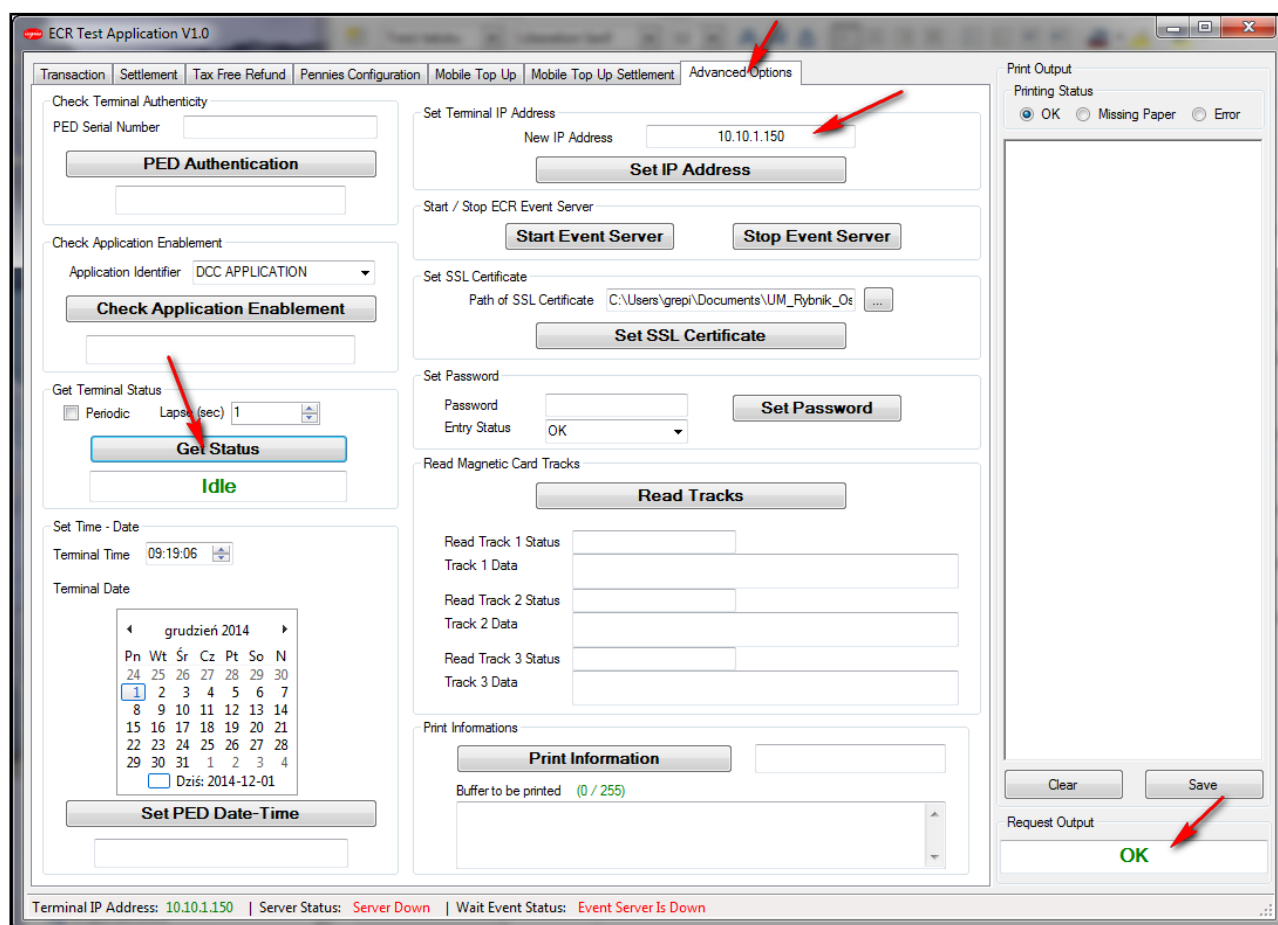 ECR Test Application V1.0
Transaction Settlement Tax Free Refund Pennies Configuration Mobile Top Up Mobile Top Up Settlement Advanced Options
Check Terminal Authenticity
PED Serial Number
PED Authentication
Check Application Enablement
Application Identifier DCC APPLICATION
Check Application Enablement
Get Terminal Status
Periodic Lapse (sec) 1
Get Status
Idle
Set Time - Date
Terminal Time 09:19:06
Terminal Date
grudzień 2014
Pn Wt Śr Cz Pt So N
24 25 26 27 28 29 30
1 2 3 4 5 6 7
8 9 10 11 12 13 14
15 16 17 18 19 20 21
22 23 24 25 26 27 28
29 30 31 1 2 3 4
Dziś: 2014-12-01
Set PED Date-Time
Set Terminal IP Address
New IP Address 10.10.1.150
Set IP Address
Start / Stop ECR Event Server
Start Event Server Stop Event Server
Set SSL Certificate
Path of SSL Certificate C:\Users\grepi\Documents\UM_Rybnik_Os ...
Set SSL Certificate
Set Password
Password
Set Password
Entry Status OK
Read Magnetic Card Tracks
Read Tracks
Read Track 1 Status
Track 1 Data
Read Track 2 Status
Track 2 Data
Read Track 3 Status
Track 3 Data
Print Informations
Print Information
Buffer to be printed (0 / 255)
Print Output
Printing Status
OK Missing Paper Error
Clear Save
Request Output
OK
Terminal IP Address: 10.10.1.150 | Server Status: Server Down | Wait Event Status: Event Server Is Down